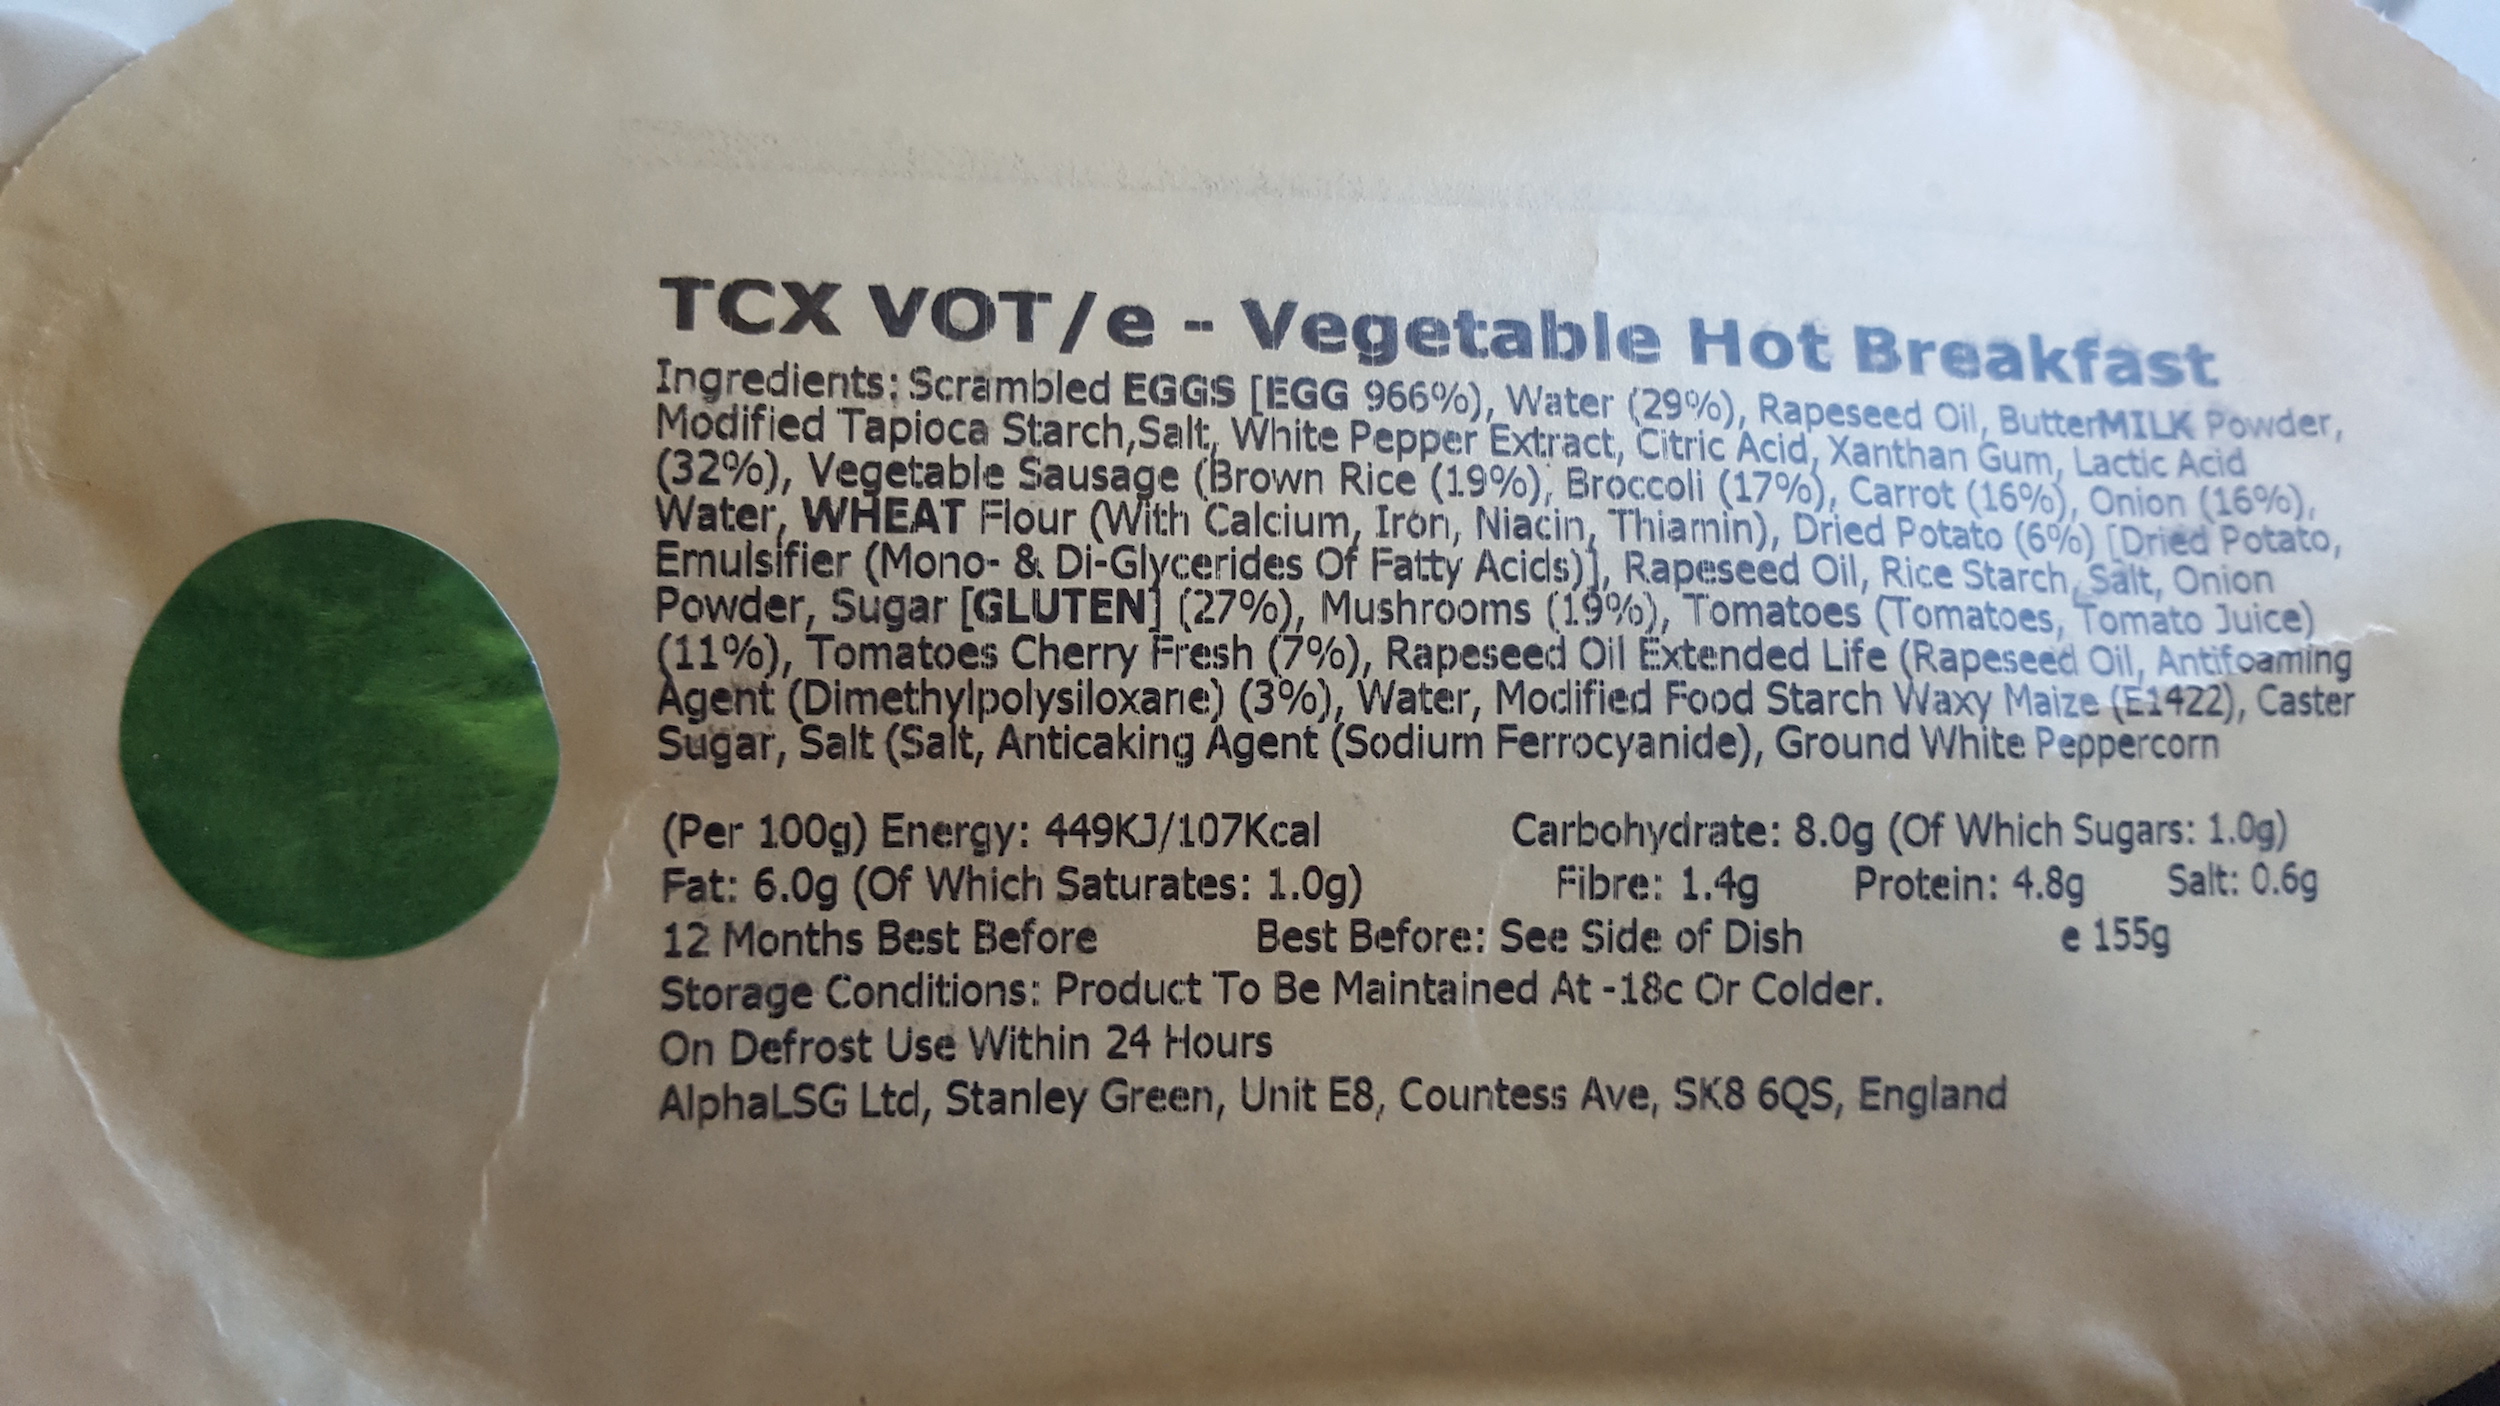 TCX VOT/e - Vegetable Hot Breakfast
Ingredients: Scrambled EGGS [EGG 966%), Water (29%), Rapeseed Oil, ButterMILK Powder,
Modified Tapioca Starch,Salt, White Pepper Extract, Citric Acid, Xanthan Gum, Lactic Acid
(32%), Vegetable Sausage (Brown Rice (19%), Broccoli (17%), Carrot (16%), Onion (16%),
Water, WHEAT Flour (With Calcium, Iron, Niacin, Thiamin), Dried Potato (6%) [Dried Potato,
Emulsifier (Mono- & Di-Glycerides Of Fatty Acids)], Rapeseed Oil, Rice Starch, Salt, Onion
Powder, Sugar [GLUTEN] (27%), Mushrooms (19%), Tomatoes (Tomatoes, Tomato Juice)
(11%), Tomatoes Cherry Fresh (7%), Rapeseed Oil Extended Life (Rapeseed Oil, Antifoaming
Agent (Dimethylpolysiloxane) (3%), Water, Modified Food Starch Waxy Maize (E1422), Caster
Sugar, Salt (Salt, Anticaking Agent (Sodium Ferrocyanide), Ground White Peppercorn
(Per 100g) Energy: 449KJ/107Kcal Carbohydrate: 8.0g (Of Which Sugars: 1.0g)
Fat: 6.0g (Of Which Saturates: 1.0g) Fibre: 1.4g Protein: 4.8g Salt: 0.6g
12 Months Best Before Best Before: See Side of Dish e 155g
Storage Conditions: Product To Be Maintained At -18c Or Colder.
On Defrost Use Within 24 Hours
AlphaLSG Ltd, Stanley Green, Unit E8, Countess Ave, SK8 6QS, England